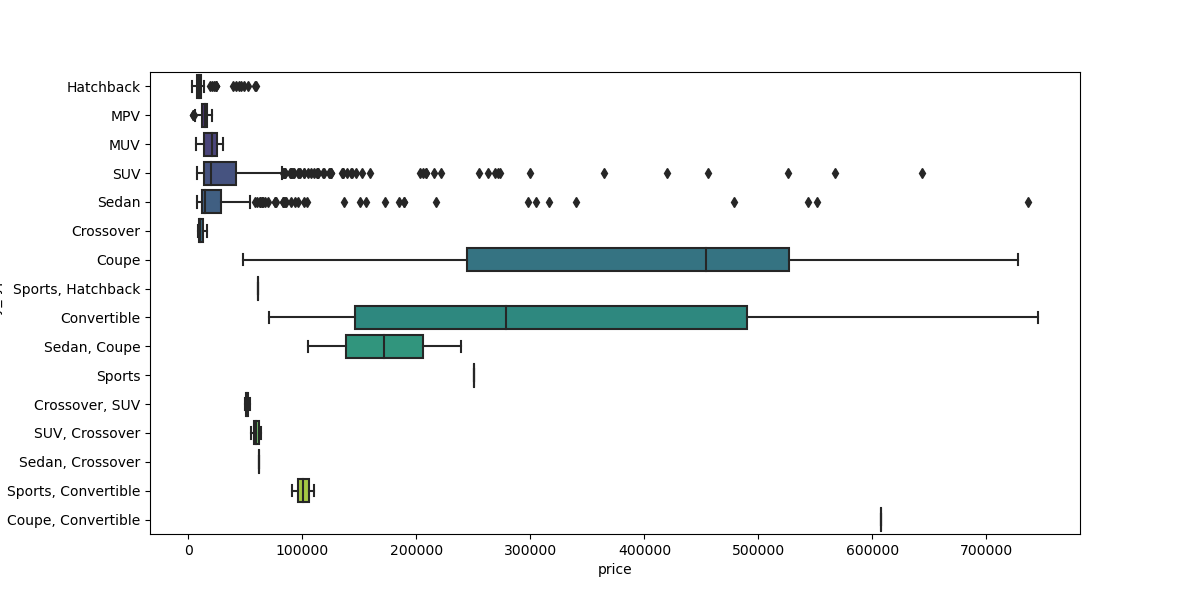 Hatchback
MPV
MUV
SUV
Sedan
Crossover
Coupe
Sports, Hatchback
Convertible
Sedan, Coupe
Sports
Crossover, SUV
SUV, Crossover
Sedan, Crossover
Sports, Convertible
Coupe, Convertible
0 100000 200000 300000 400000 500000 600000 700000
price